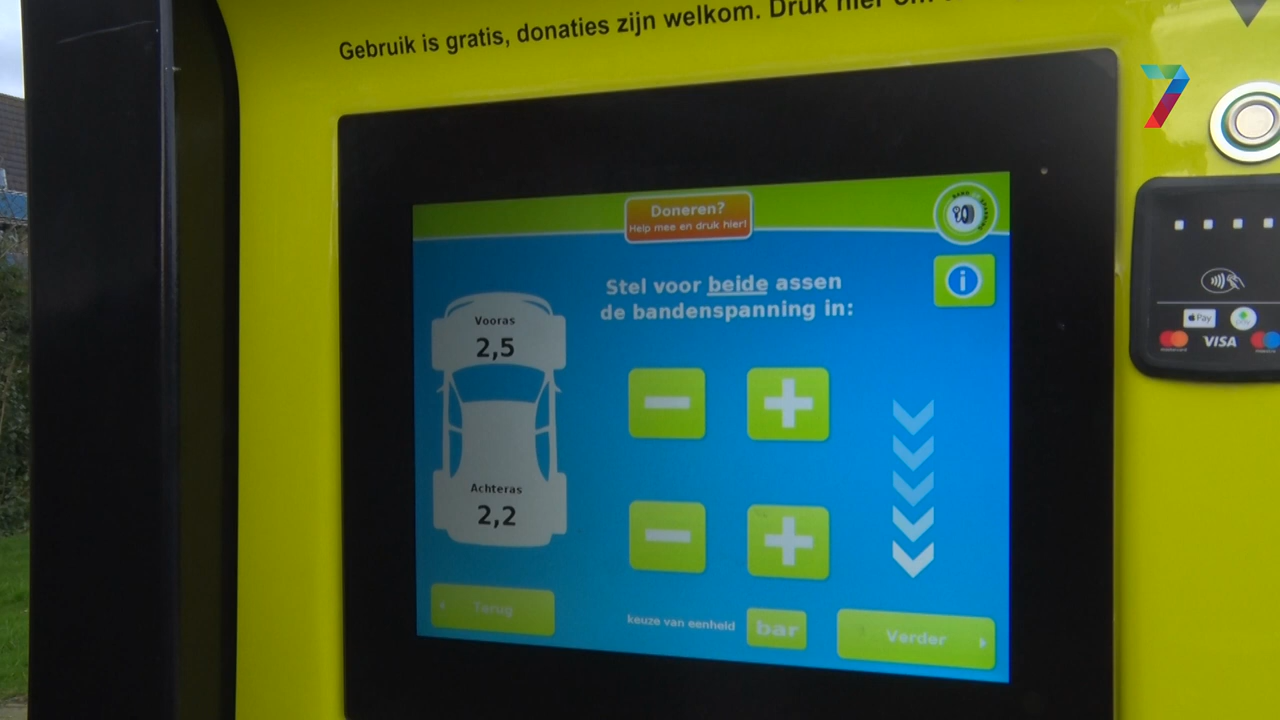 Gebruik is gratis, donaties zijn welkom. Druk hier om
7
Doneren?
Help mee en druk hier!
Stel voor beide assen
de bandenspanning in:
i
Vooras
2,5
Achteras
2,2
Terug
keuze van eenheid
bar
Verder
Pay
VISA